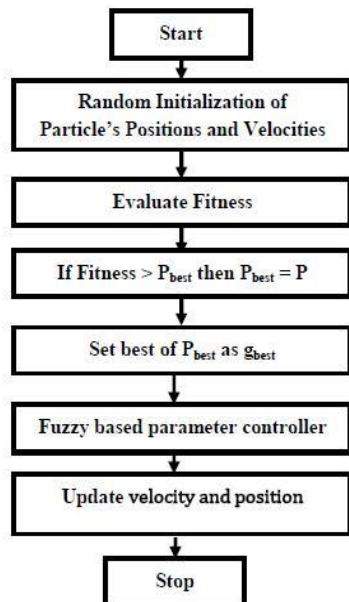 Start
Random Initialization of
Particle's Positions and Velocities
Evaluate Fitness
If Fitness > Pbest then Pbest = P
Set best of Pbest as gbest
Fuzzy based parameter controller
Update velocity and position
Stop